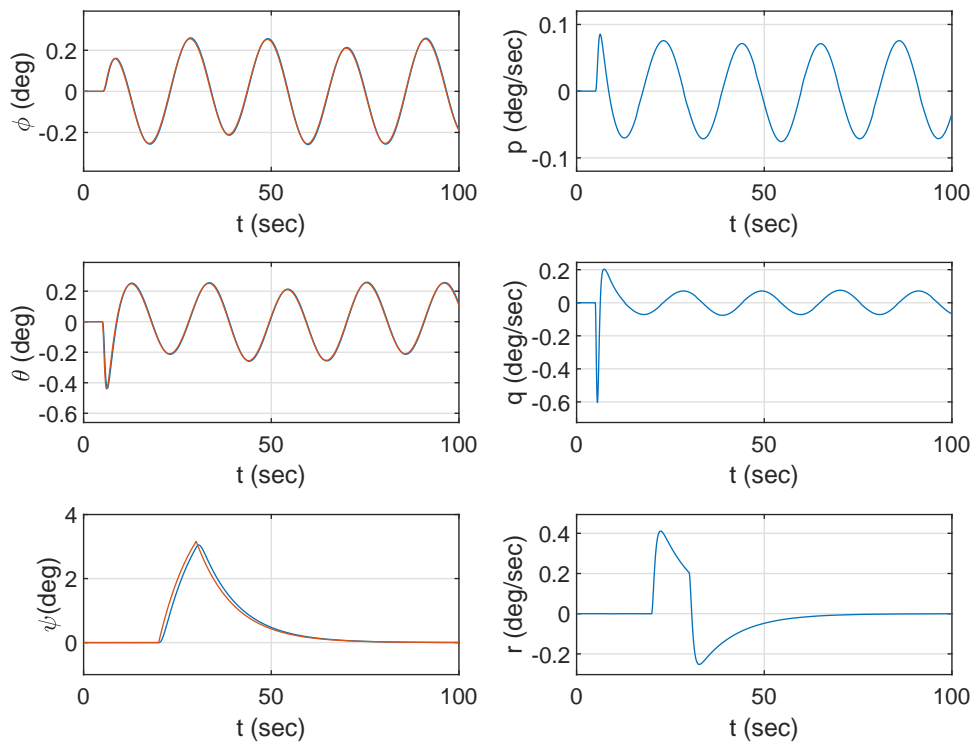 0.2
0
-0.2
0 50 100
t (sec)
ϕ (deg)
0.1
0
-0.1
0 50 100
t (sec)
p (deg/sec)
0.2
0
-0.2
-0.4
-0.6
0 50 100
t (sec)
θ (deg)
0.2
0
-0.2
-0.4
-0.6
0 50 100
t (sec)
q (deg/sec)
4
2
0
0 50 100
t (sec)
ψ(deg)
0.4
0.2
0
-0.2
0 50 100
t (sec)
r (deg/sec)